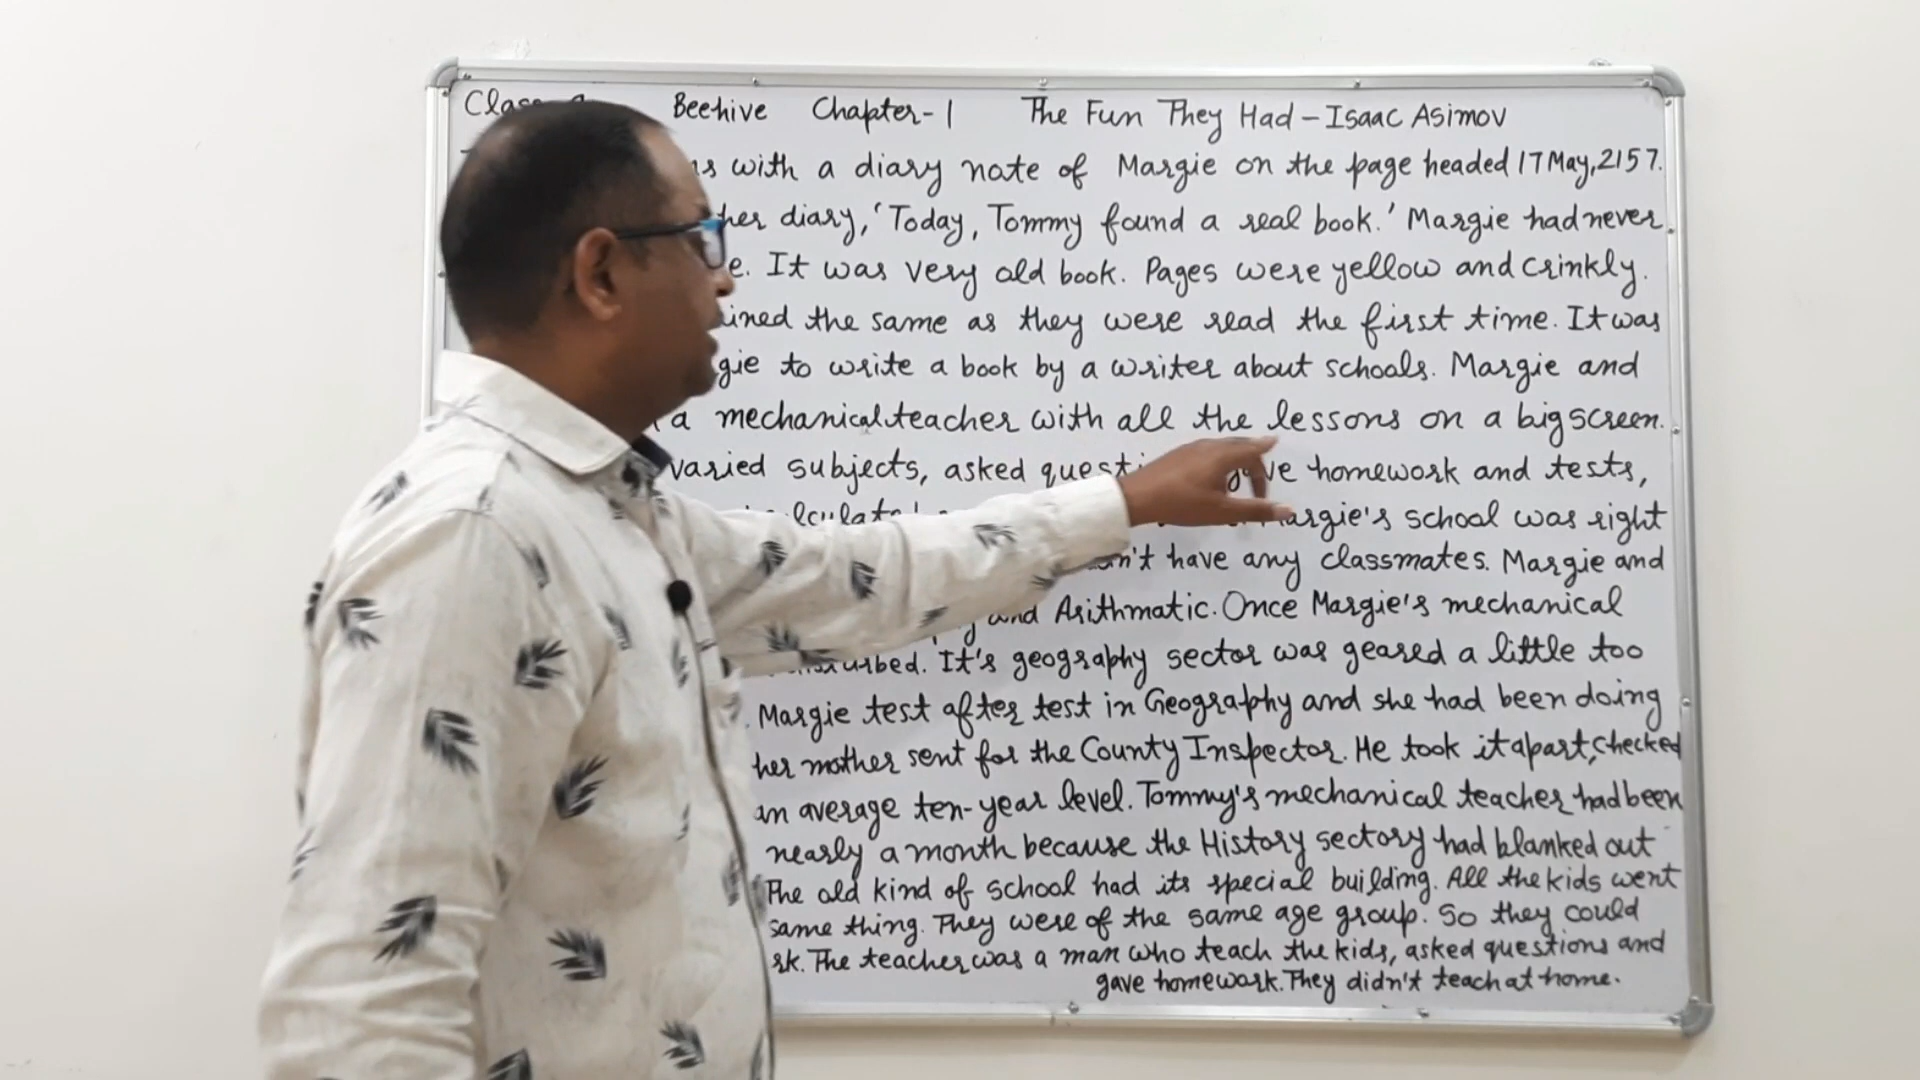 Class Beehive Chapter-1 The Fun They Had – Isaac Asimov
with a diary note of Margie on the page headed 17 May, 2157.
her diary, 'Today, Tommy found a real book.' Margie had never
It was very old book. Pages were yellow and crinkly.
the same as they were read the first time. It was
to write a book by a writer about schools. Margie and
a mechanical teacher with all the lessons on a big screen.
varied subjects, asked homework and tests,
Margie's school was right
have any classmates. Margie and
and Arithmatic. Once Margie's mechanical
It's geography sector was geared a little too
Margie test after test in Geography and she had been doing
her mother sent for the County Inspector. He took it apart, checked
an average ten-year level. Tommy's mechanical teacher had been
nearly a month because the History sectory had blanked out
The old kind of school had its special building. All the kids went
same thing. They were of the same age group. So they could
The teacher was a man who teach the kids, asked questions and
gave homework. They didn't teach at home.